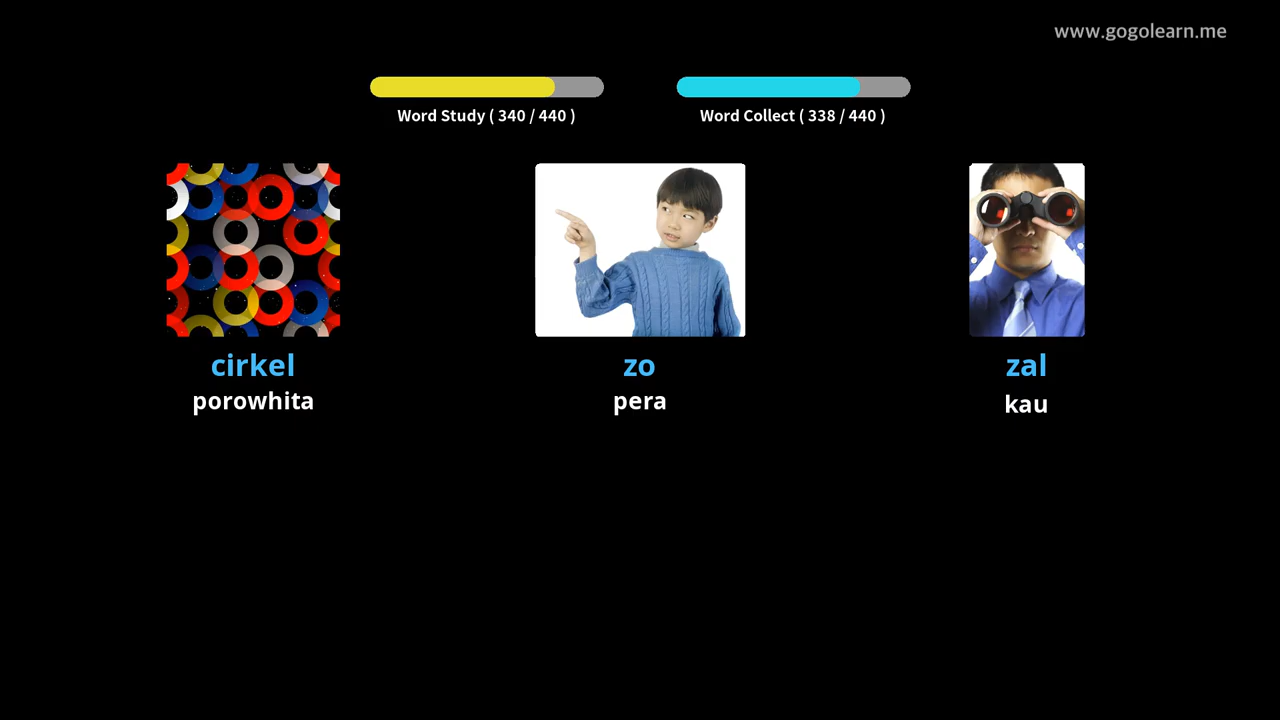 www.gogolearn.me
Word Study ( 340 / 440 )
Word Collect ( 338 / 440 )
cirkel
porowhita
zo
pera
zal
kau